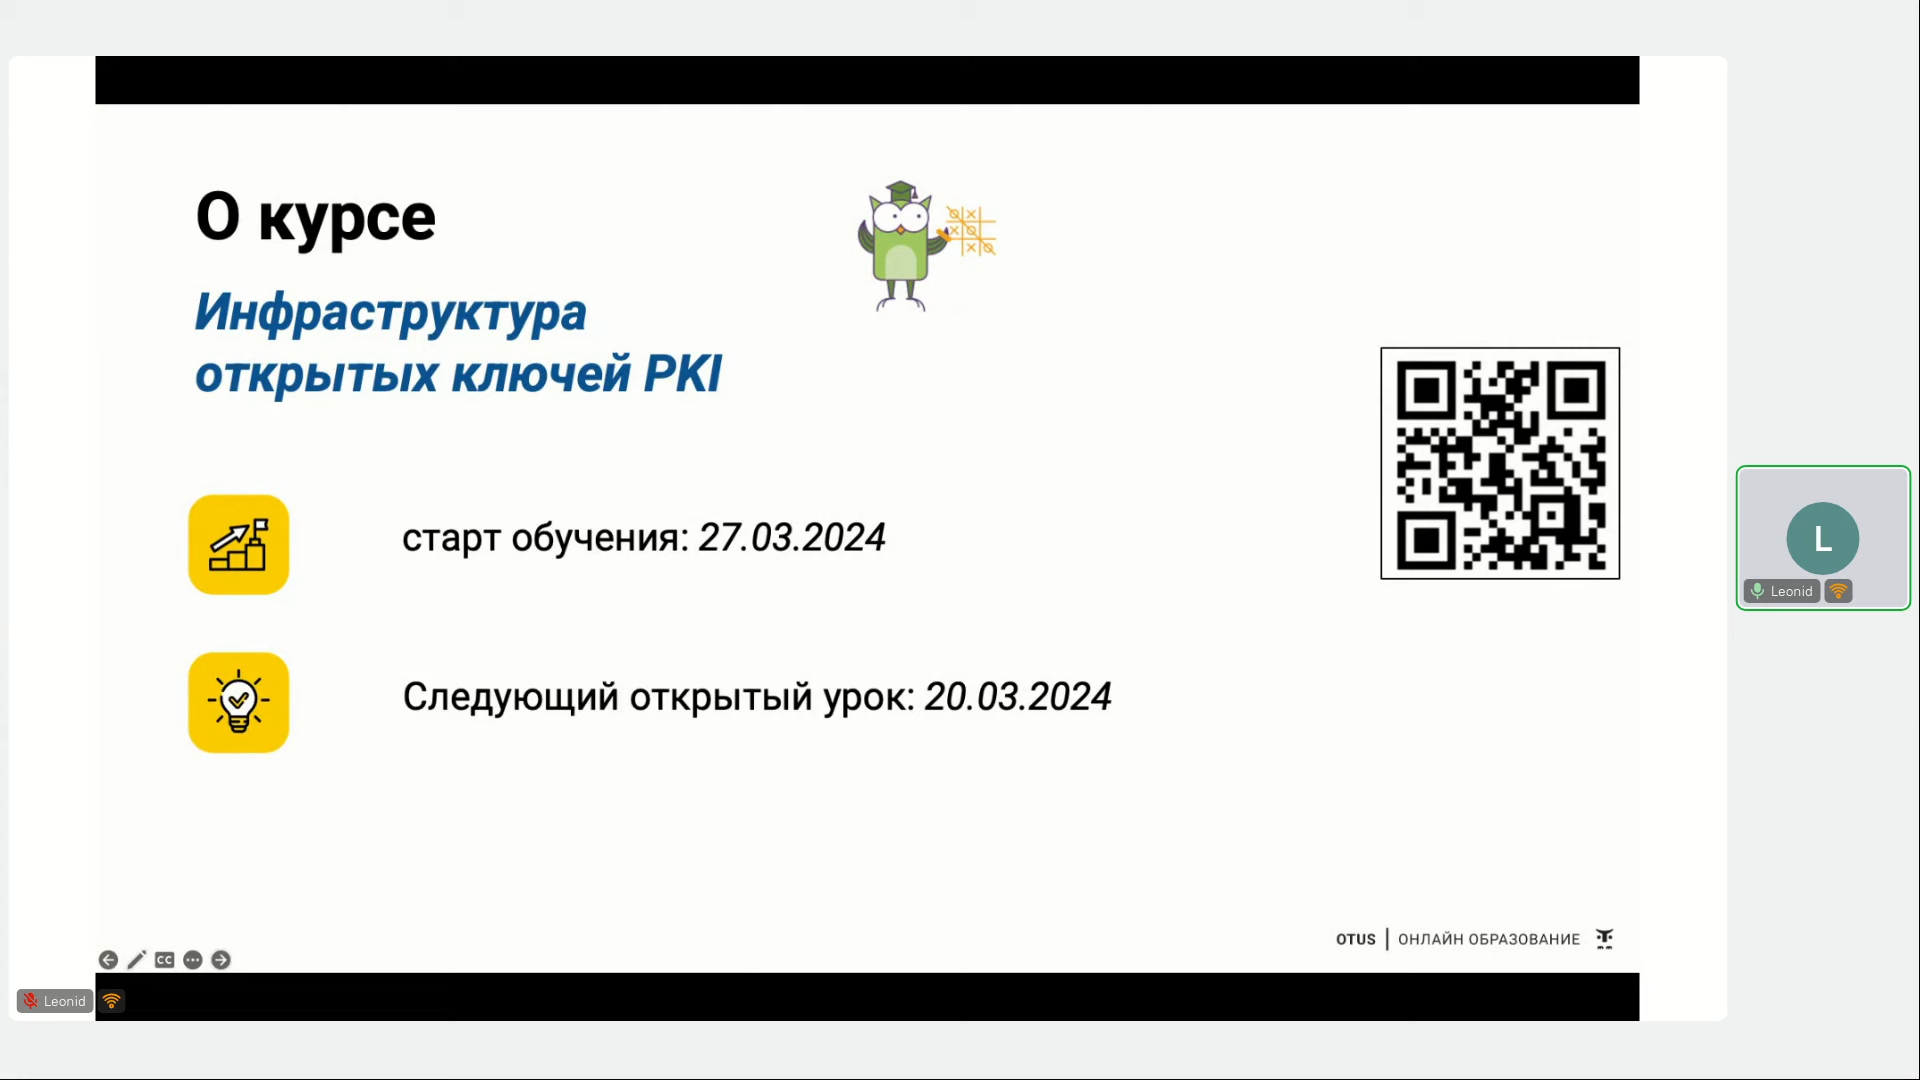 О курсе
Инфраструктура
открытых ключей PKI
старт обучения: 27.03.2024
Следующий открытый урок: 20.03.2024
L
Leonid
OTUS | ОНЛАЙН ОБРАЗОВАНИЕ
CC
Leonid